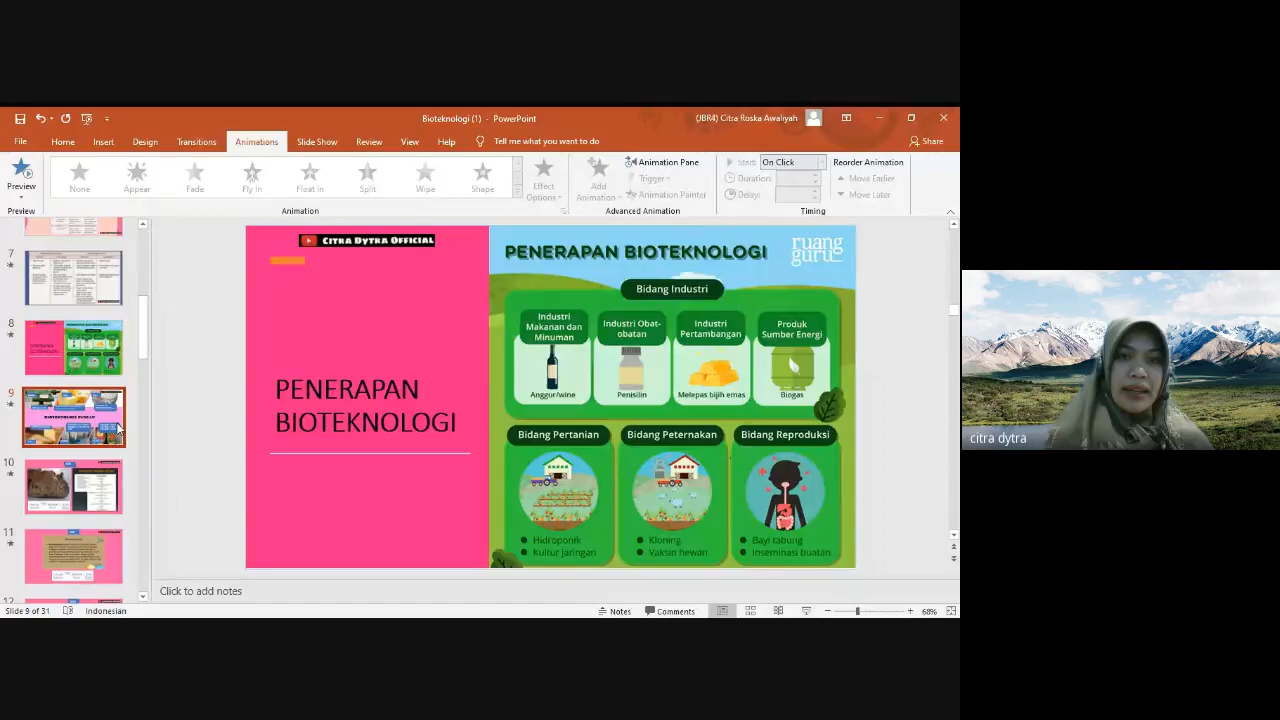 Bioteknologi (1) - PowerPoint
(JBR4) Citra Roska Awaliyah
File
Home
Insert
Design
Transitions
Animations
Slide Show
Review
View
Help
Tell me what you want to do
Share
Preview
None
Appear
Fade
Fly In
Float In
Split
Wipe
Shape
Effect
Options
Add
Animation
Animation Pane
Trigger
Animation Painter
Start:
On Click
Duration:
Delay:
Reorder Animation
Move Earlier
Move Later
Preview
Animation
Advanced Animation
Timing
7
8
9
10
11
12
CITRA DYTRA OFFICIAL
PENERAPAN
BIOTEKNOLOGI
PENERAPAN BIOTEKNOLOGI
ruang
guru
Bidang Industri
Industri
Makanan dan
Minuman
Anggur/wine
Industri Obat-
obatan
Penisilin
Industri
Pertambangan
Melepas bijih emas
Produk
Sumber Energi
Biogas
Bidang Pertanian
Hidroponik
Kultur jaringan
Bidang Peternakan
Kloning
Vaksin hewan
Bidang Reproduksi
Bayi tabung
Inseminasi buatan
citra dytra
Click to add notes
Slide 9 of 31
Indonesian
Notes
Comments
68%